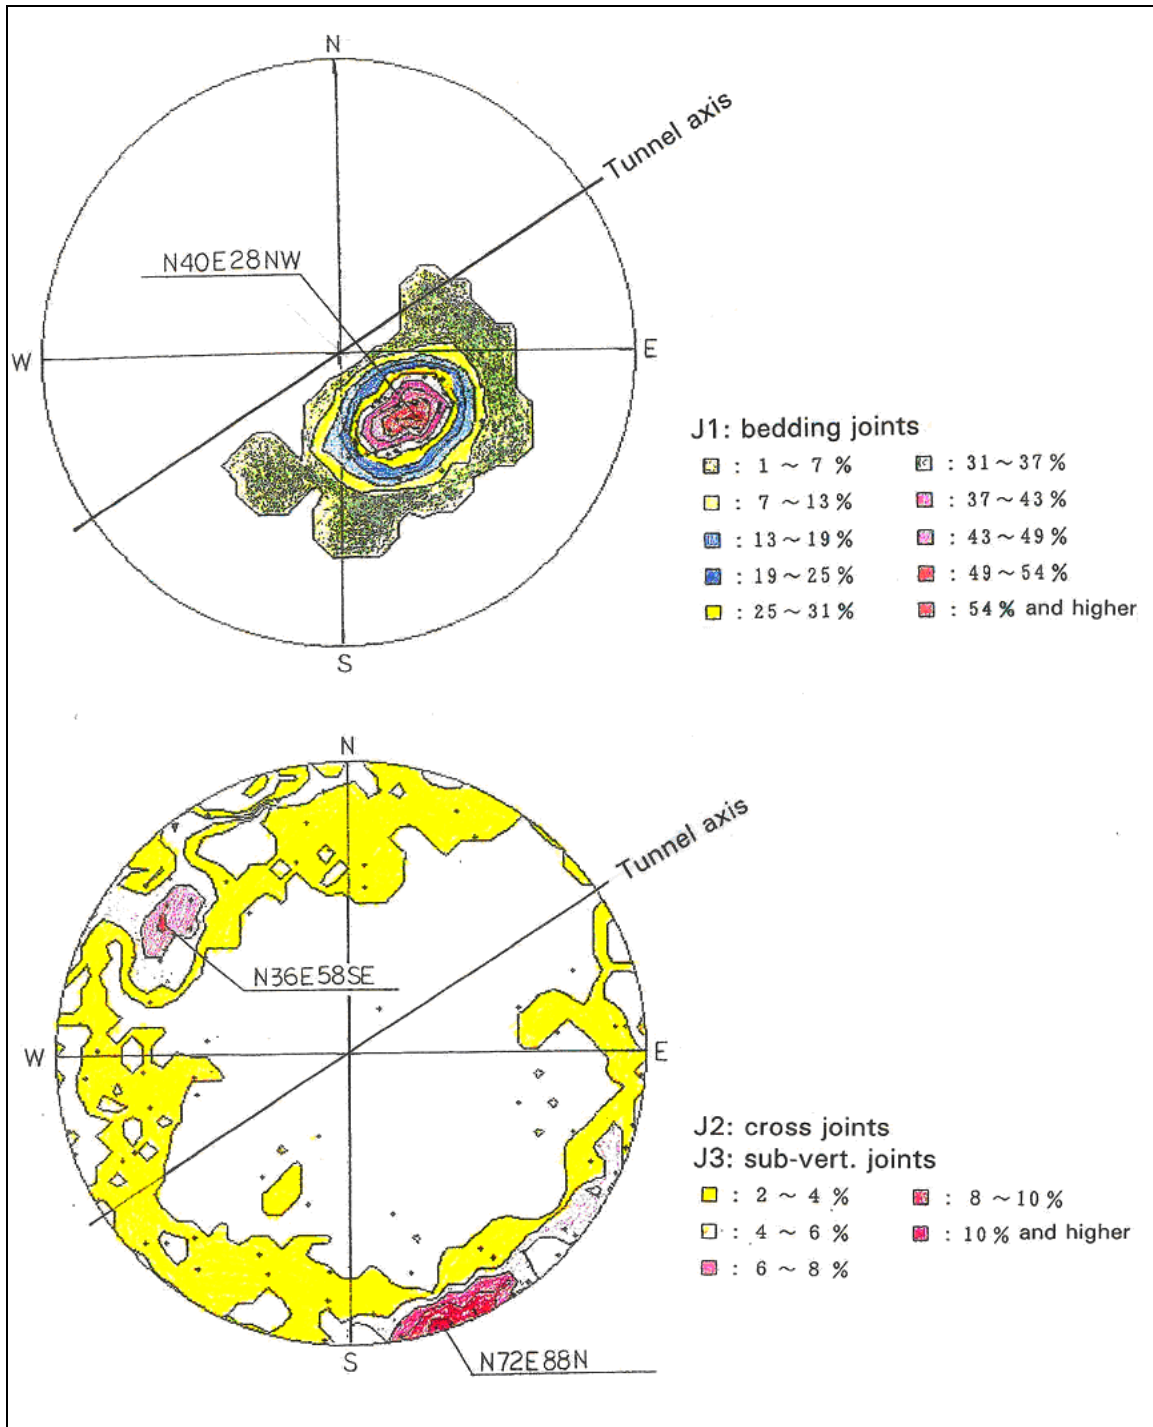 N
Tunnel axis
N40E28NW
W
E
S
J1: bedding joints
: 1 ~ 7 %
: 31~37%
: 7 ~ 13 %
: 37~43%
: 13 ~ 19 %
: 43~49%
: 19 ~ 25 %
: 49~54%
: 25 ~ 31 %
: 54% and higher
N
Tunnel axis
N36E58SE
W
E
J2: cross joints
J3: sub-vert. joints
: 2 ~ 4 %
: 8 ~10 %
: 4 ~ 6 %
: 10% and higher
: 6 ~ 8 %
S
N72E88N